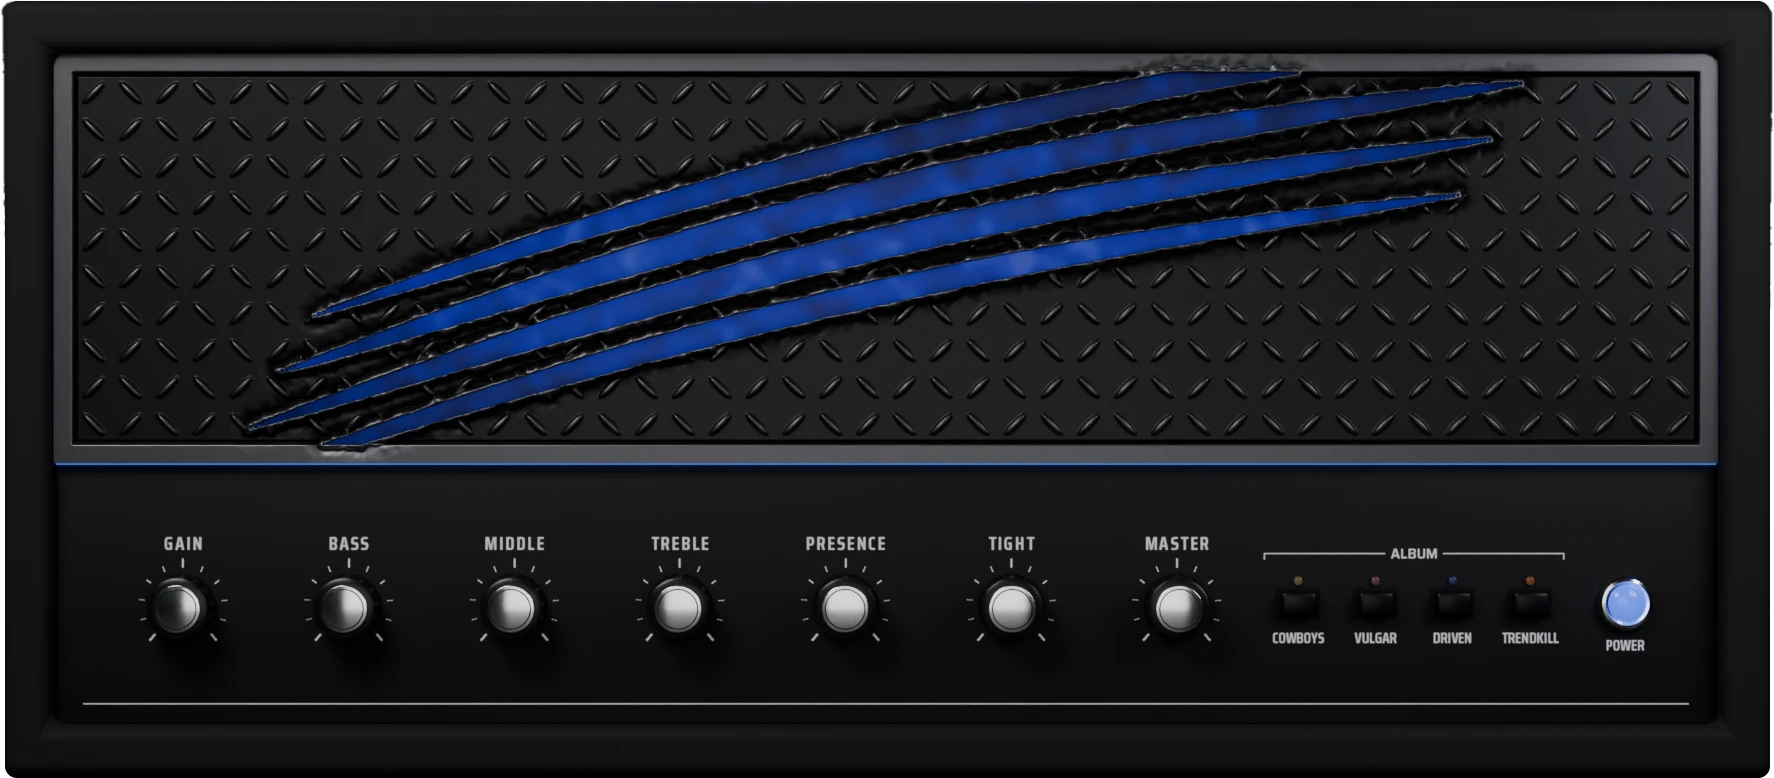 GAIN
BASS
MIDDLE
TREBLE
PRESENCE
TIGHT
MASTER
ALBUM
COWBOYS
VULGAR
DRIVEN
TRENDKILL
POWER